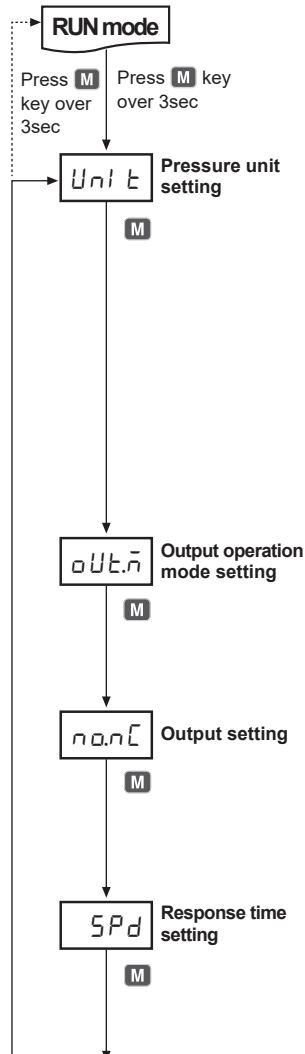 RUN mode
Press M
key over
3sec
Press M key
over 3sec
UnI t
Pressure unit
setting
M
oUt.m̄
Output operation
mode setting
M
no.nC
Output setting
M
SPd
Response time
setting
M